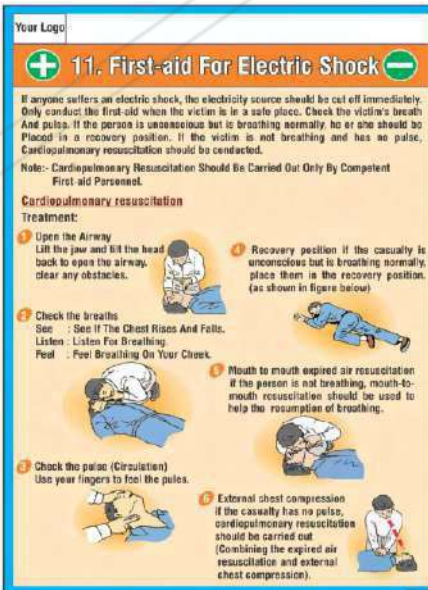 Your Logo
11. First-aid For Electric Shock
If anyone suffers an electric shock, the electricity source should be cut off immediately.
Only conduct the first-aid when the victim is in a safe place. Check the victim's breath
And pulse. If the person is unconscious but is breathing normally, he or she should be
Placed in a recovery position. If the victim is not breathing and has no pulse,
Cardiopulmonary resuscitation should be conducted.
Note:- Cardiopulmonary Resuscitation Should Be Carried Out Only By Competent
First-aid Personnel.
Cardiopulmonary resuscitation
Treatment:
1 Open the Airway
Lift the jaw and tilt the head
back to open the airway,
clear any obstacles.
2 Check the breaths
See : See If The Chest Rises And Falls.
Listen : Listen For Breathing.
Feel : Feel Breathing On Your Cheek.
3 Check the pulse (Circulation)
Use your fingers to feel the pules.
4 Recovery position if the casualty is
unconscious but is breathing normally,
place them in the recovery position.
(as shown in figure below)
5 Mouth to mouth expired air resuscitation
if the person is not breathing, mouth-to-
mouth resuscitation should be used to
help the resumption of breathing.
6 External chest compression
if the casualty has no pulse,
cardiopulmonary resuscitation
should be carried out
(Combining the expired air
resuscitation and external
chest compression).